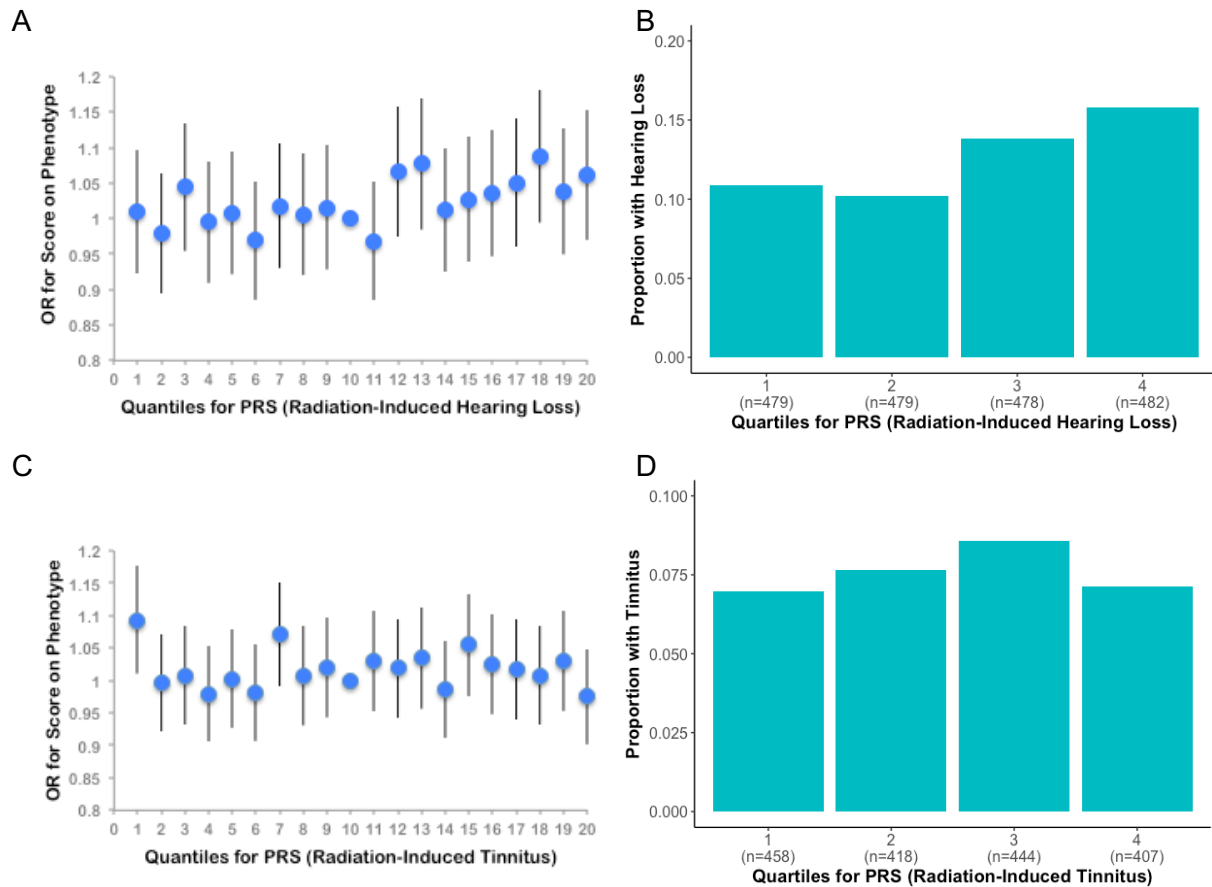 A
OR for Score on Phenotype
1.2
1.15
1.1
1.05
1
0.95
0.9
0.85
0.8
0 1 2 3 4 5 6 7 8 9 10 11 12 13 14 15 16 17 18 19 20
Quantiles for PRS (Radiation-Induced Hearing Loss)
B
Proportion with Hearing Loss
0.20
0.15
0.10
0.05
0.00
1 2 3 4
(n=479) (n=479) (n=478) (n=482)
Quartiles for PRS (Radiation-Induced Hearing Loss)
C
OR for Score on Phenotype
1.2
1.15
1.1
1.05
1
0.95
0.9
0.85
0.8
0 1 2 3 4 5 6 7 8 9 10 11 12 13 14 15 16 17 18 19 20
Quantiles for PRS (Radiation-Induced Tinnitus)
D
Proportion with Tinnitus
0.100
0.075
0.050
0.025
0.000
1 2 3 4
(n=458) (n=418) (n=444) (n=407)
Quartiles for PRS (Radiation-Induced Tinnitus)